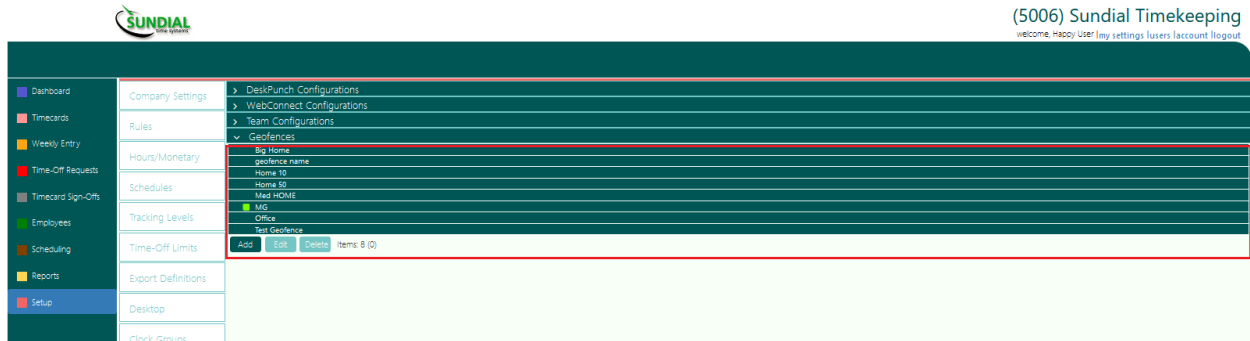 SUNDIAL
time systems
(5006) Sundial Timekeeping
welcome, Happy User |my settings |users |account |logout
Dashboard
Timecards
Weekly Entry
Time-Off Requests
Timecard Sign-Offs
Employees
Scheduling
Reports
Setup
Company Settings
Rules
Hours/Monetary
Schedules
Tracking Levels
Time-Off Limits
Export Definitions
Desktop
Clock Groups
DeskPunch Configurations
WebConnect Configurations
Team Configurations
Geofences
Big Home
geofence name
Home 10
Home 50
Med HOME
MG
Office
Test Geofence
Add Edit Delete Items: 8 (0)